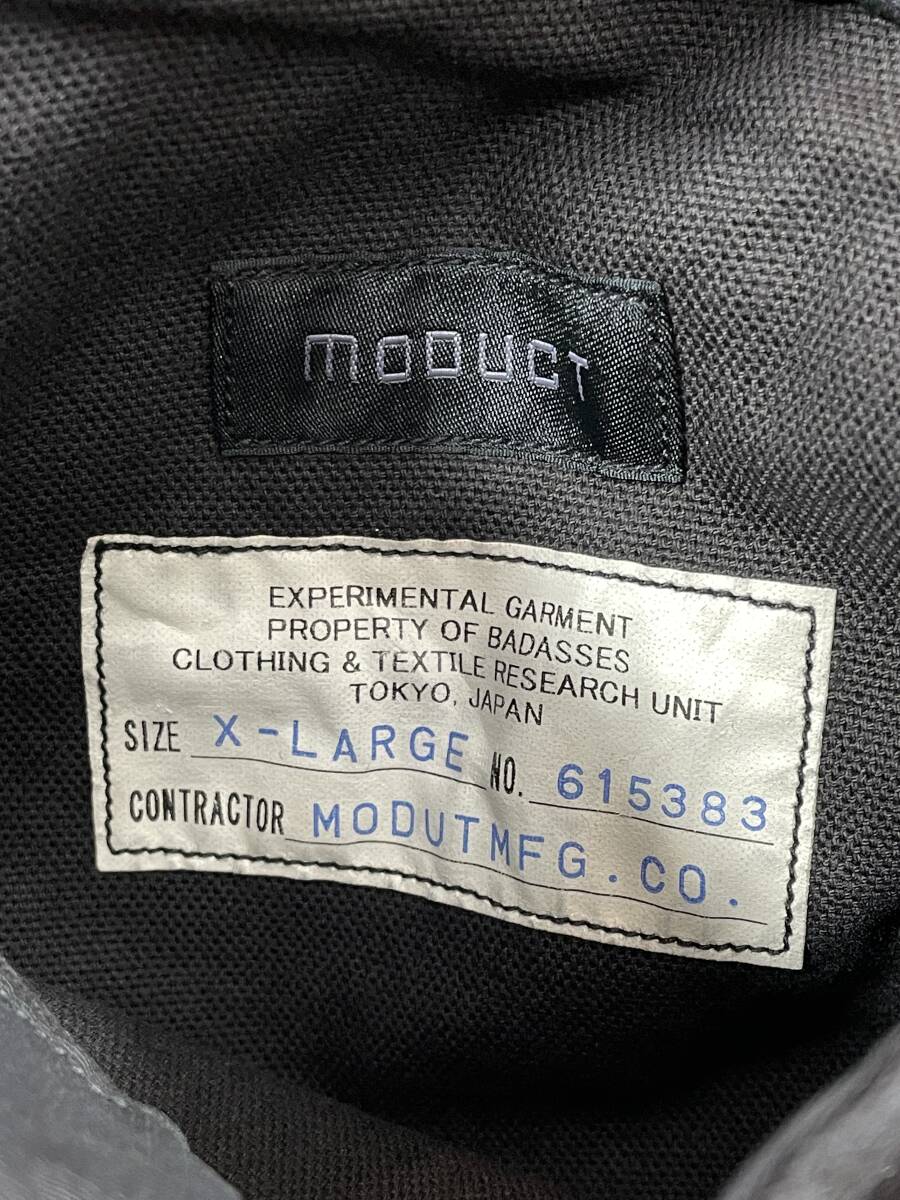 MODUCT
EXPERIMENTAL GARMENT
PROPERTY OF BADASSES
CLOTHING & TEXTILE RESEARCH UNIT
TOKYO, JAPAN
SIZE X-LARGE NO. 615383
CONTRACTOR MODUTMFG.CO.